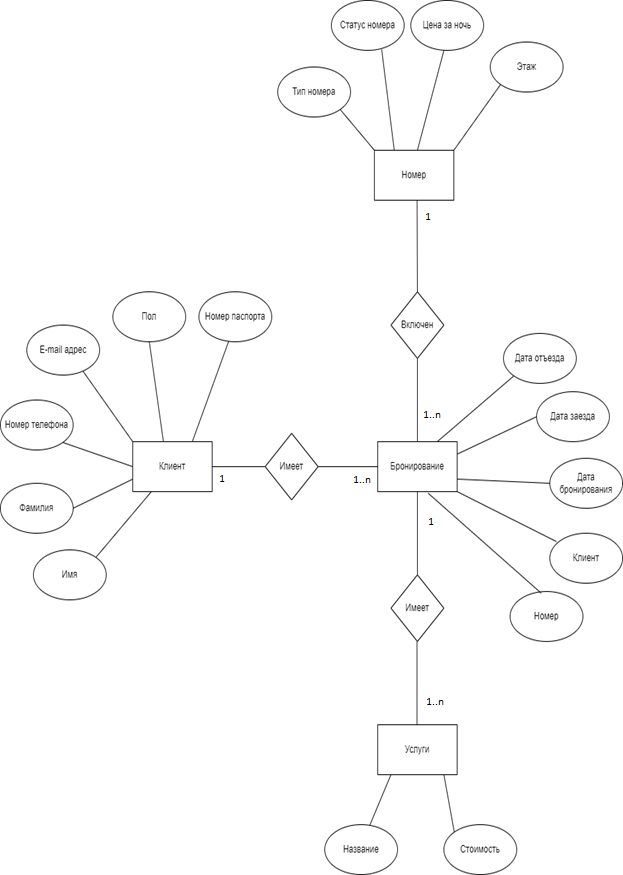 Статус номера
Цена за ночь
Этаж
Тип номера
Номер
1
Включен
Пол
Номер паспорта
E-mail адрес
Дата отъезда
Номер телефона
1..n
Дата заезда
Клиент
1
Имеет
1..n
Бронирование
Дата
бронирования
Фамилия
1
Клиент
Имя
Имеет
Номер
1..n
Услуги
Название
Стоимость